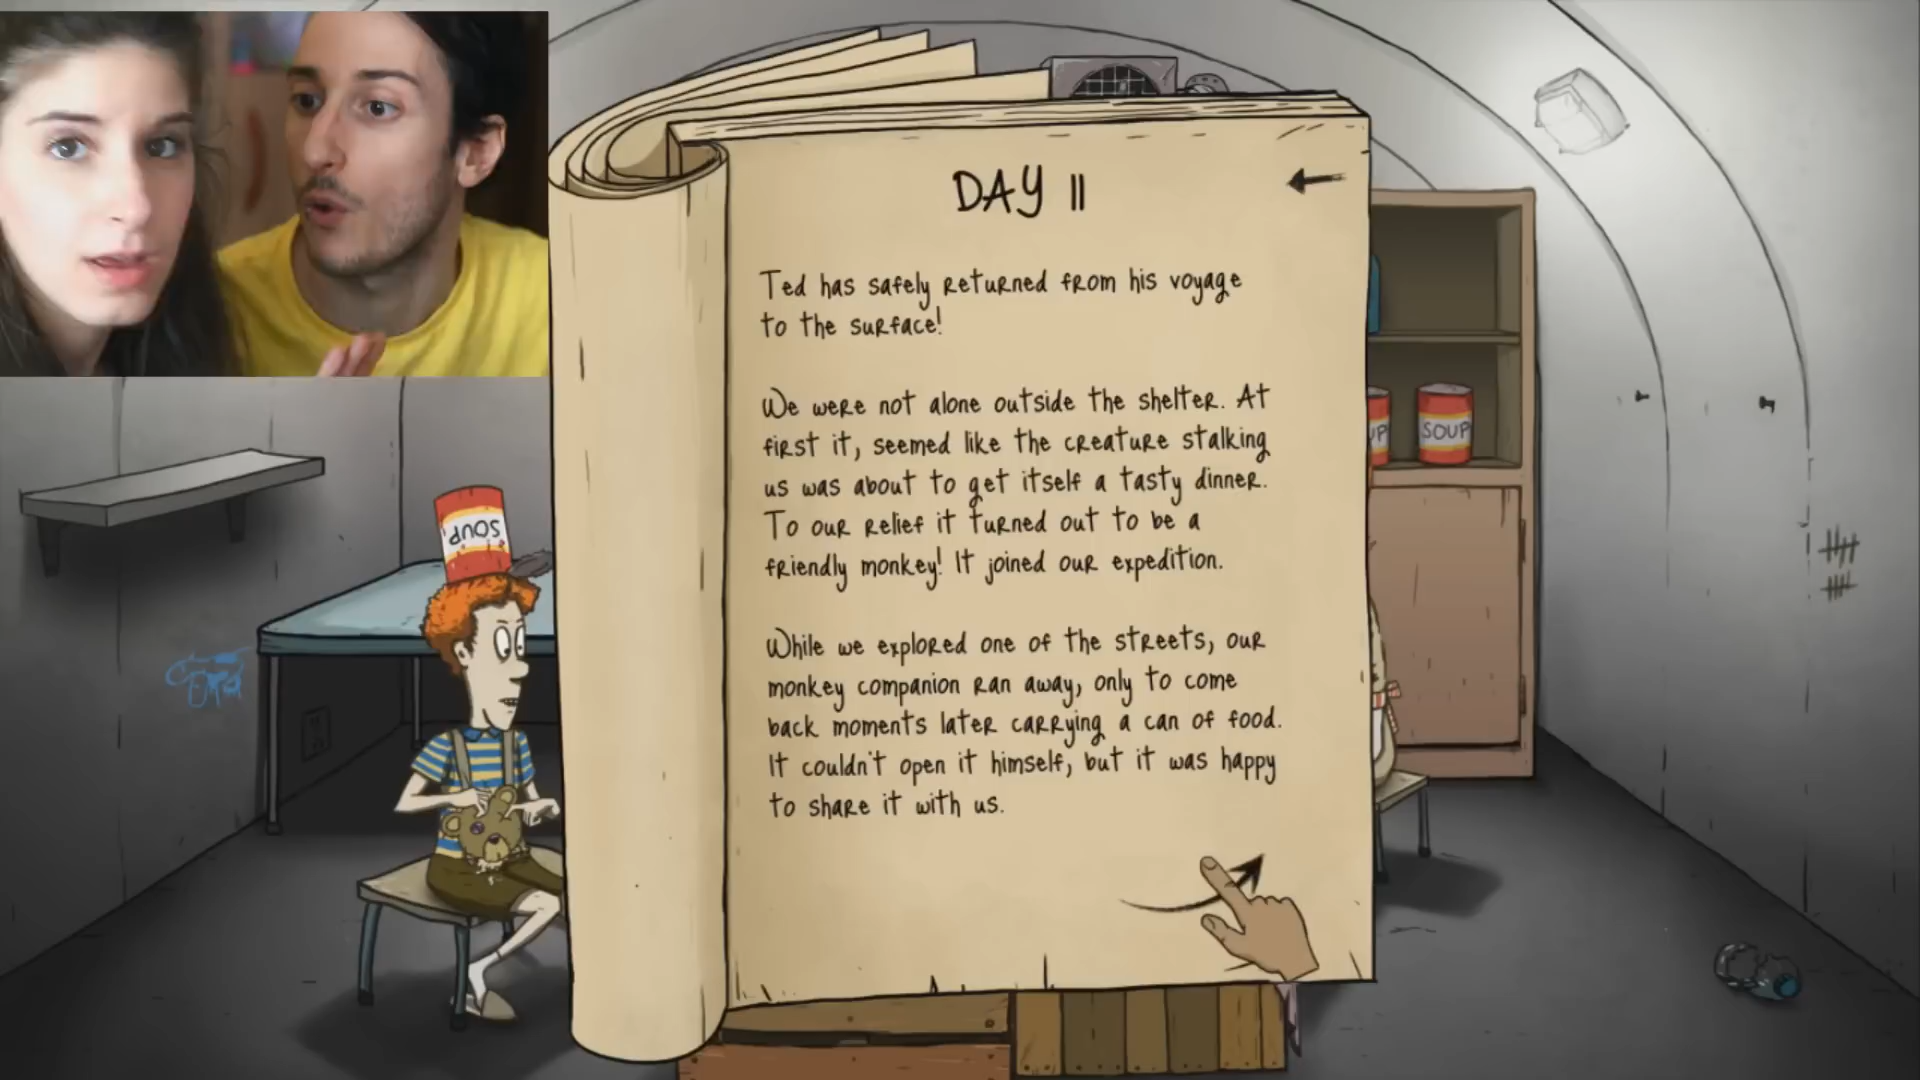 DAY 11
Ted has safely returned from his voyage
to the surface!
We were not alone outside the shelter. At
first it, seemed like the creature stalking
us was about to get itself a tasty dinner.
To our relief it turned out to be a
friendly monkey! It joined our expedition.
While we explored one of the streets, our
monkey companion ran away, only to come
back moments later carrying a can of food.
It couldn't open it himself, but it was happy
to share it with us.
SOUP
UP
SOUP